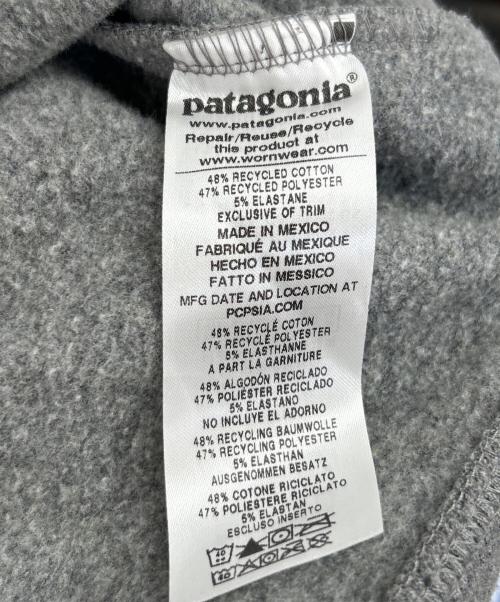 patagonia®
www.patagonia.com
Repair/Reuse/Recycle
this product at
www.wornwear.com
48% RECYCLED COTTON
47% RECYCLED POLYESTER
5% ELASTANE
EXCLUSIVE OF TRIM
MADE IN MEXICO
FABRIQUÉ AU MEXIQUE
HECHO EN MEXICO
FATTO IN MESSICO
MFG DATE AND LOCATION AT
PCPSIA.COM
48% RECYCLÉ COTON
47% RECYCLÉ POLYESTER
5% ELASTHANNE
A PART LA GARNITURE
48% ALGODÓN RECICLADO
47% POLIÉSTER RECICLADO
5% ELASTANO
NO INCLUYE EL ADORNO
48% RECYCLING BAUMWOLLE
47% RECYCLING POLYESTER
5% ELASTHAN
AUSGENOMMEN BESATZ
48% COTONE RICICLATO
47% POLIESTERE RICICLATO
5% ELASTAN
ESCLUSO INSERTO
40
40